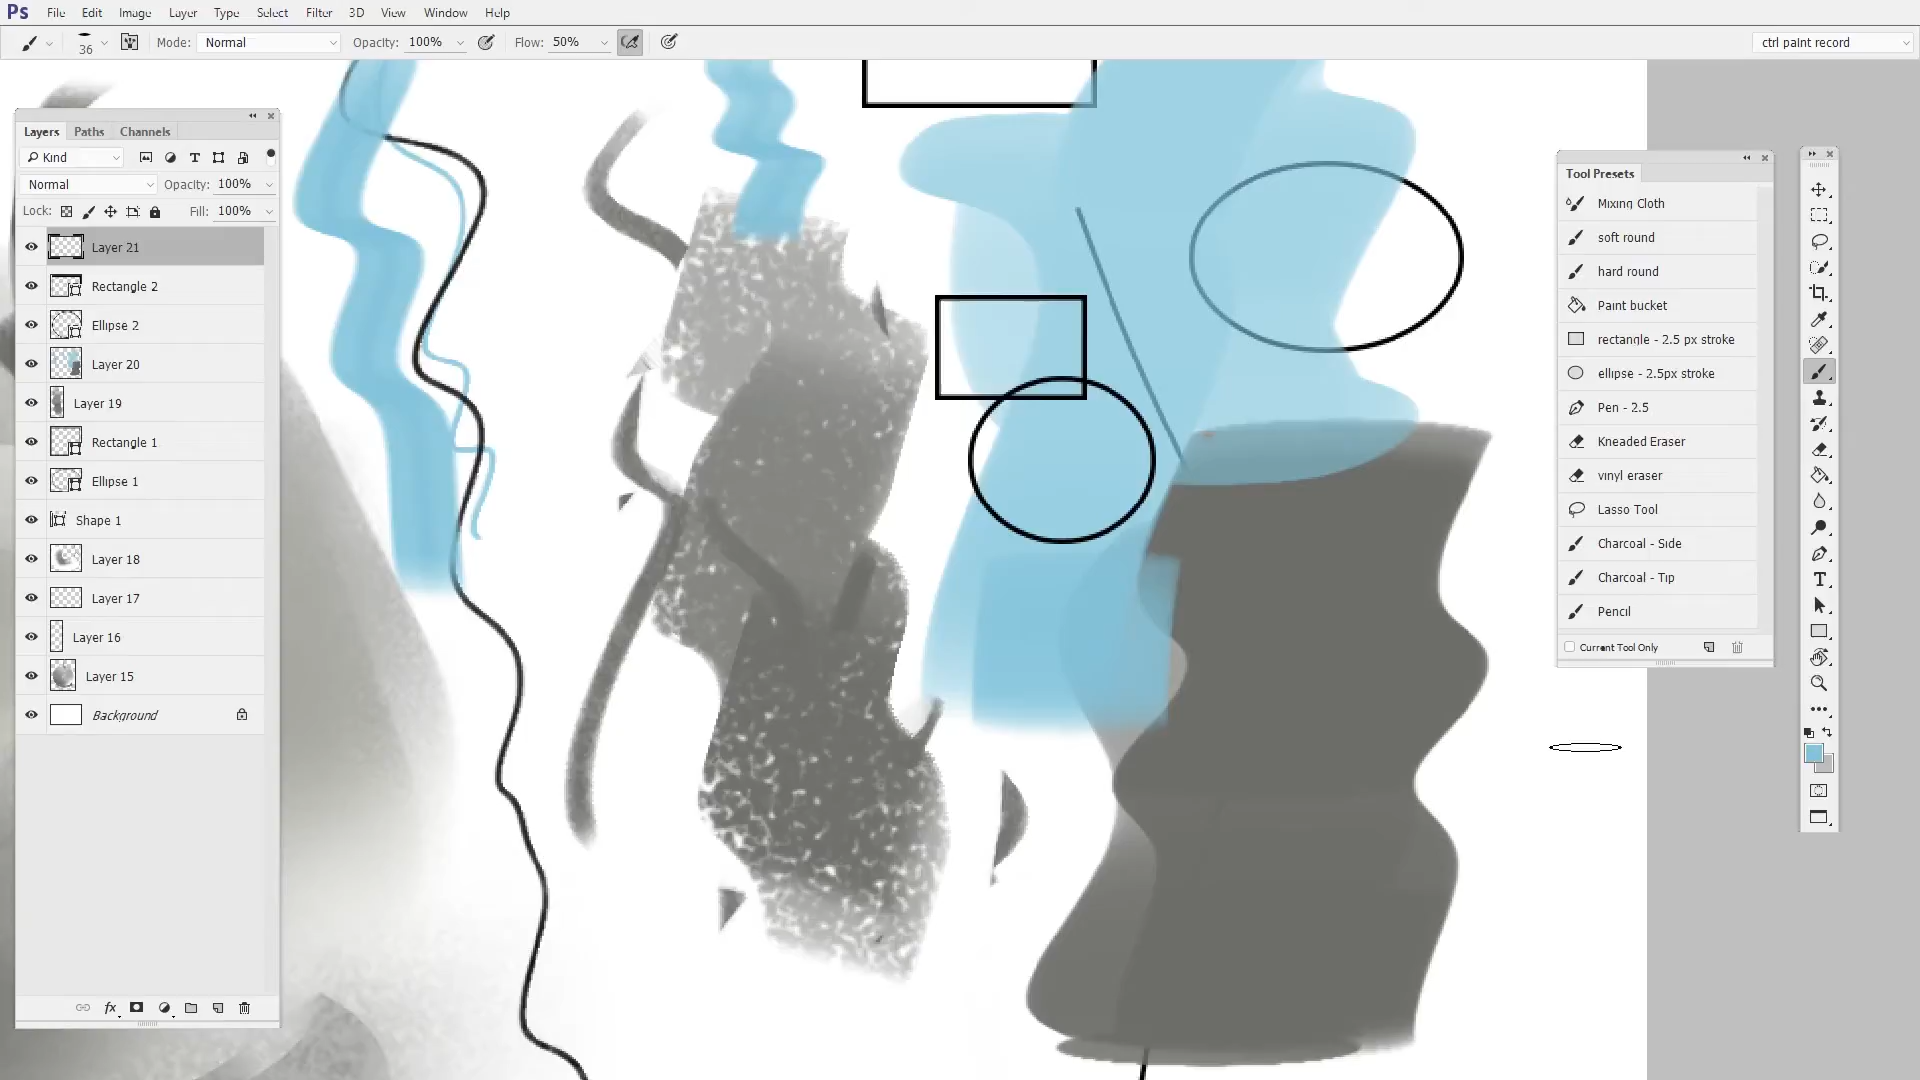 Ps File Edit Image Layer Type Select Filter 3D View Window Help
36 Mode: Normal Opacity: 100% Flow: 50% ctrl paint record
Layers Paths Channels
Kind
Normal Opacity: 100%
Lock: Fill: 100%
Layer 21
Rectangle 2
Ellipse 2
Layer 20
Layer 19
Rectangle 1
Ellipse 1
Shape 1
Layer 18
Layer 17
Layer 16
Layer 15
Background
fx
Tool Presets
Mixing Cloth
soft round
hard round
Paint bucket
rectangle - 2.5 px stroke
ellipse - 2.5px stroke
Pen - 2.5
Kneaded Eraser
vinyl eraser
Lasso Tool
Charcoal - Side
Charcoal - Tip
Pencil
Current Tool Only